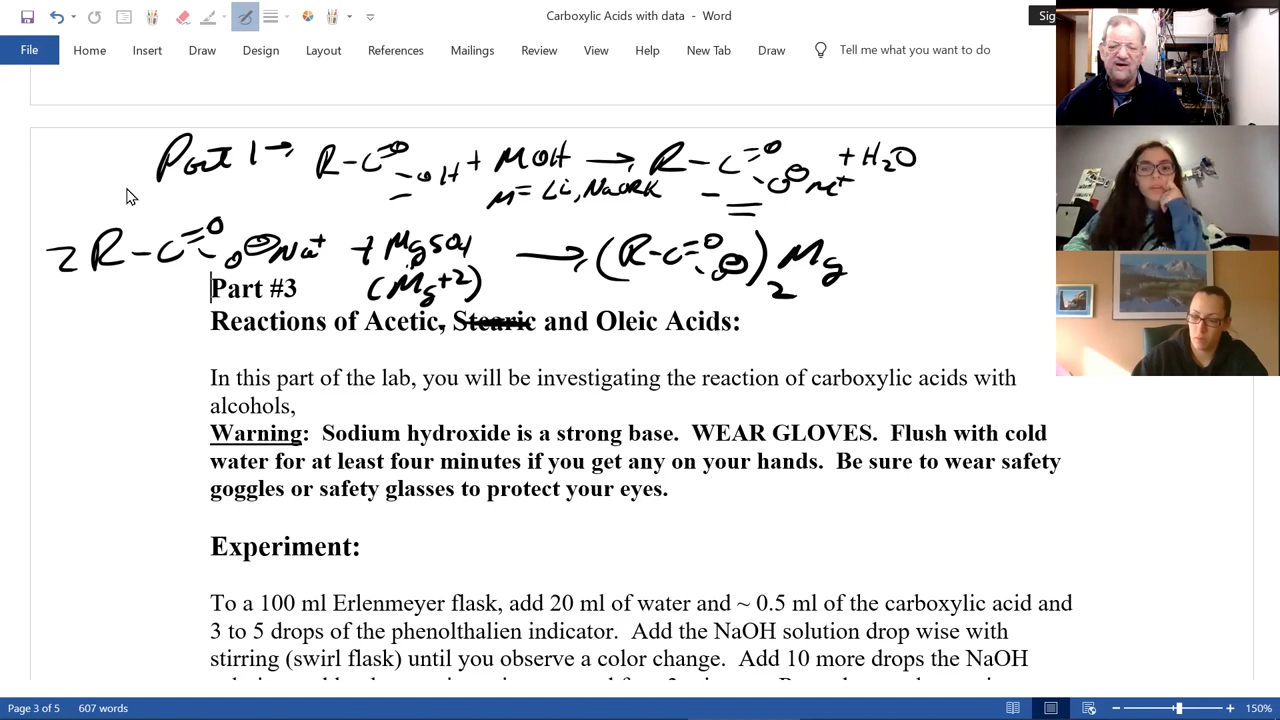 Carboxylic Acids with data - Word
Sig
File Home Insert Draw Design Layout References Mailings Review View Help New Tab Draw Tell me what you want to do
Part 1 → R-C=O -OH + MOH → R-C=O -O⊖M+ + H2O
M = Li, Na or K
2 R-C=O -O⊖Na+ + MgSO4 → (R-C=O -O⊖)2 Mg
(Mg+2)
Part #3
Reactions of Acetic, Stearic and Oleic Acids:
In this part of the lab, you will be investigating the reaction of carboxylic acids with
alcohols,
Warning: Sodium hydroxide is a strong base. WEAR GLOVES. Flush with cold
water for at least four minutes if you get any on your hands. Be sure to wear safety
goggles or safety glasses to protect your eyes.
Experiment:
To a 100 ml Erlenmeyer flask, add 20 ml of water and ~ 0.5 ml of the carboxylic acid and
3 to 5 drops of the phenolthalien indicator. Add the NaOH solution drop wise with
stirring (swirl flask) until you observe a color change. Add 10 more drops the NaOH
Page 3 of 5 607 words 150%